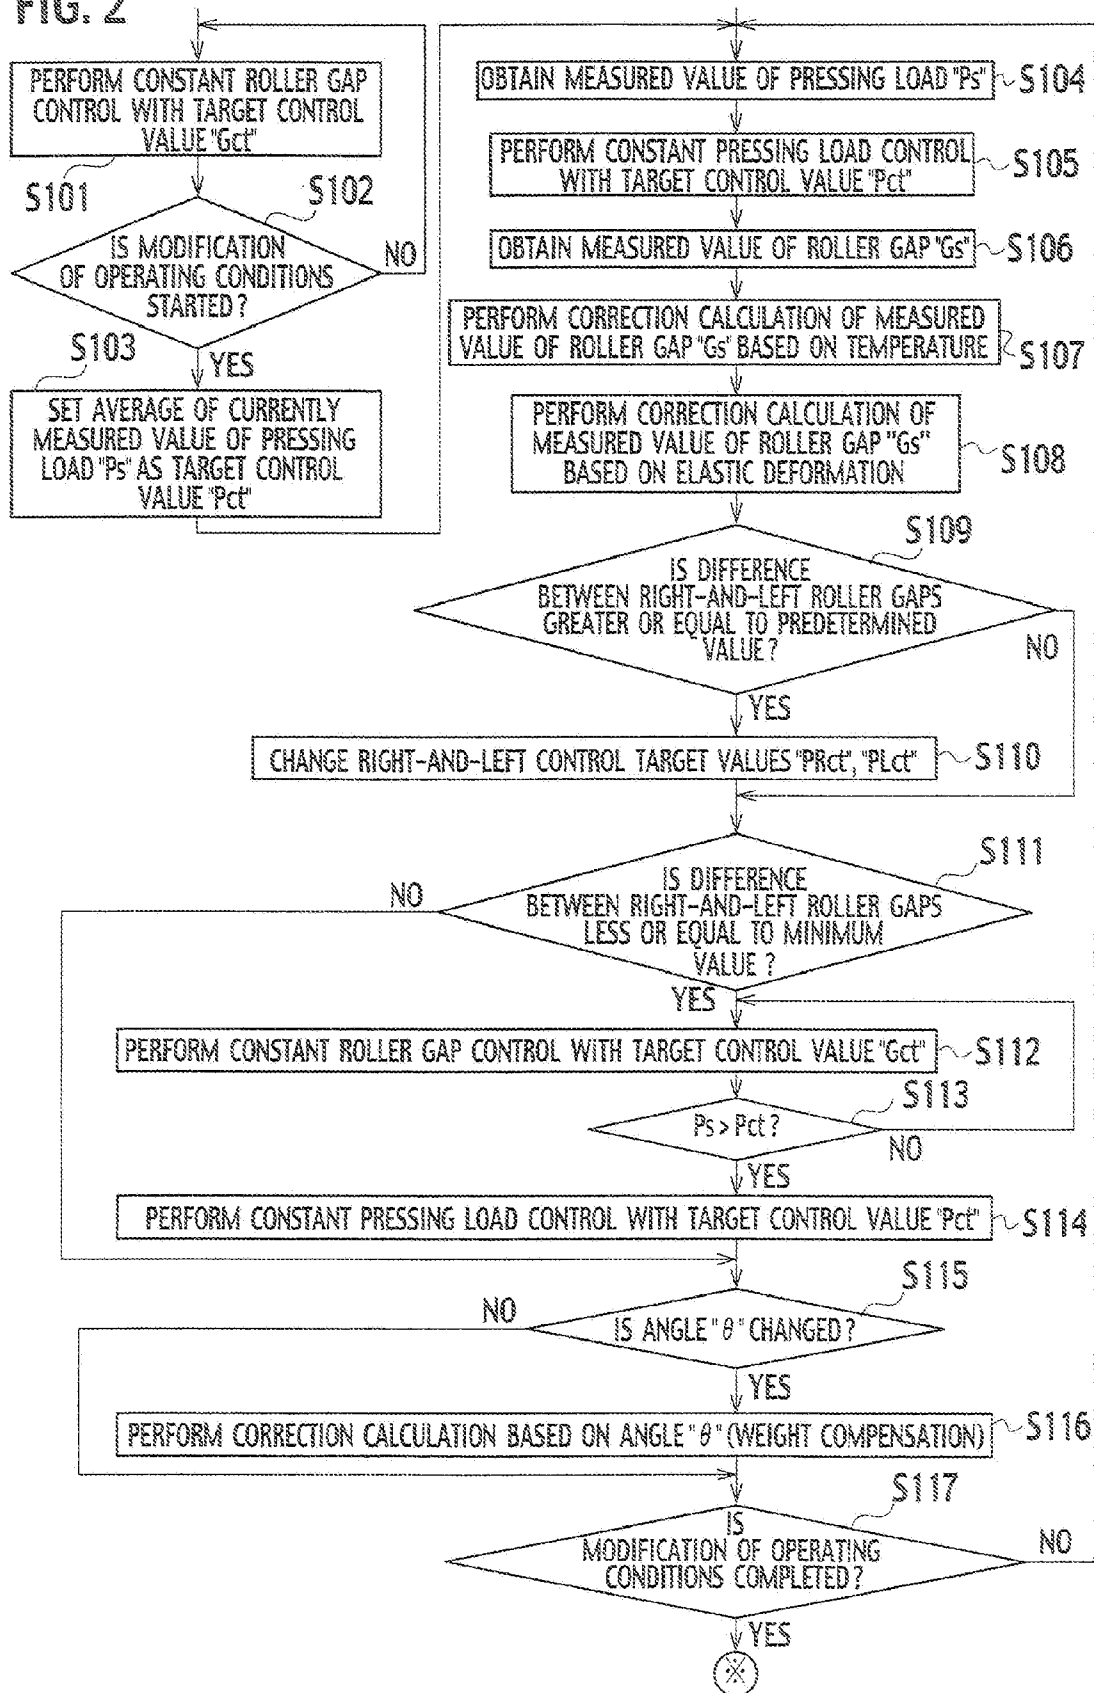 FIG. 2
PERFORM CONSTANT ROLLER GAP
CONTROL WITH TARGET CONTROL
VALUE "Gct"
S101
S102
IS MODIFICATION
OF OPERATING CONDITIONS
STARTED?
NO
S103
YES
SET AVERAGE OF CURRENTLY
MEASURED VALUE OF PRESSING
LOAD "Ps" AS TARGET CONTROL
VALUE "Pct"
OBTAIN MEASURED VALUE OF PRESSING LOAD "Ps"
S104
PERFORM CONSTANT PRESSING LOAD CONTROL
WITH TARGET CONTROL VALUE "Pct"
S105
OBTAIN MEASURED VALUE OF ROLLER GAP "Gs"
S106
PERFORM CORRECTION CALCULATION OF MEASURED
VALUE OF ROLLER GAP "Gs" BASED ON TEMPERATURE
S107
PERFORM CORRECTION CALCULATION OF
MEASURED VALUE OF ROLLER GAP "Gs"
BASED ON ELASTIC DEFORMATION
S108
S109
IS DIFFERENCE
BETWEEN RIGHT-AND-LEFT ROLLER GAPS
GREATER OR EQUAL TO PREDETERMINED
VALUE?
NO
YES
CHANGE RIGHT-AND-LEFT CONTROL TARGET VALUES "PRct", "PLct"
S110
S111
IS DIFFERENCE
BETWEEN RIGHT-AND-LEFT ROLLER GAPS
LESS OR EQUAL TO MINIMUM
VALUE?
NO
YES
PERFORM CONSTANT ROLLER GAP CONTROL WITH TARGET CONTROL VALUE "Gct"
S112
S113
Ps > Pct?
NO
YES
PERFORM CONSTANT PRESSING LOAD CONTROL WITH TARGET CONTROL VALUE "Pct"
S114
S115
NO
IS ANGLE "θ" CHANGED?
YES
PERFORM CORRECTION CALCULATION BASED ON ANGLE "θ" (WEIGHT COMPENSATION)
S116
S117
IS
MODIFICATION OF OPERATING
CONDITIONS COMPLETED?
NO
YES
※